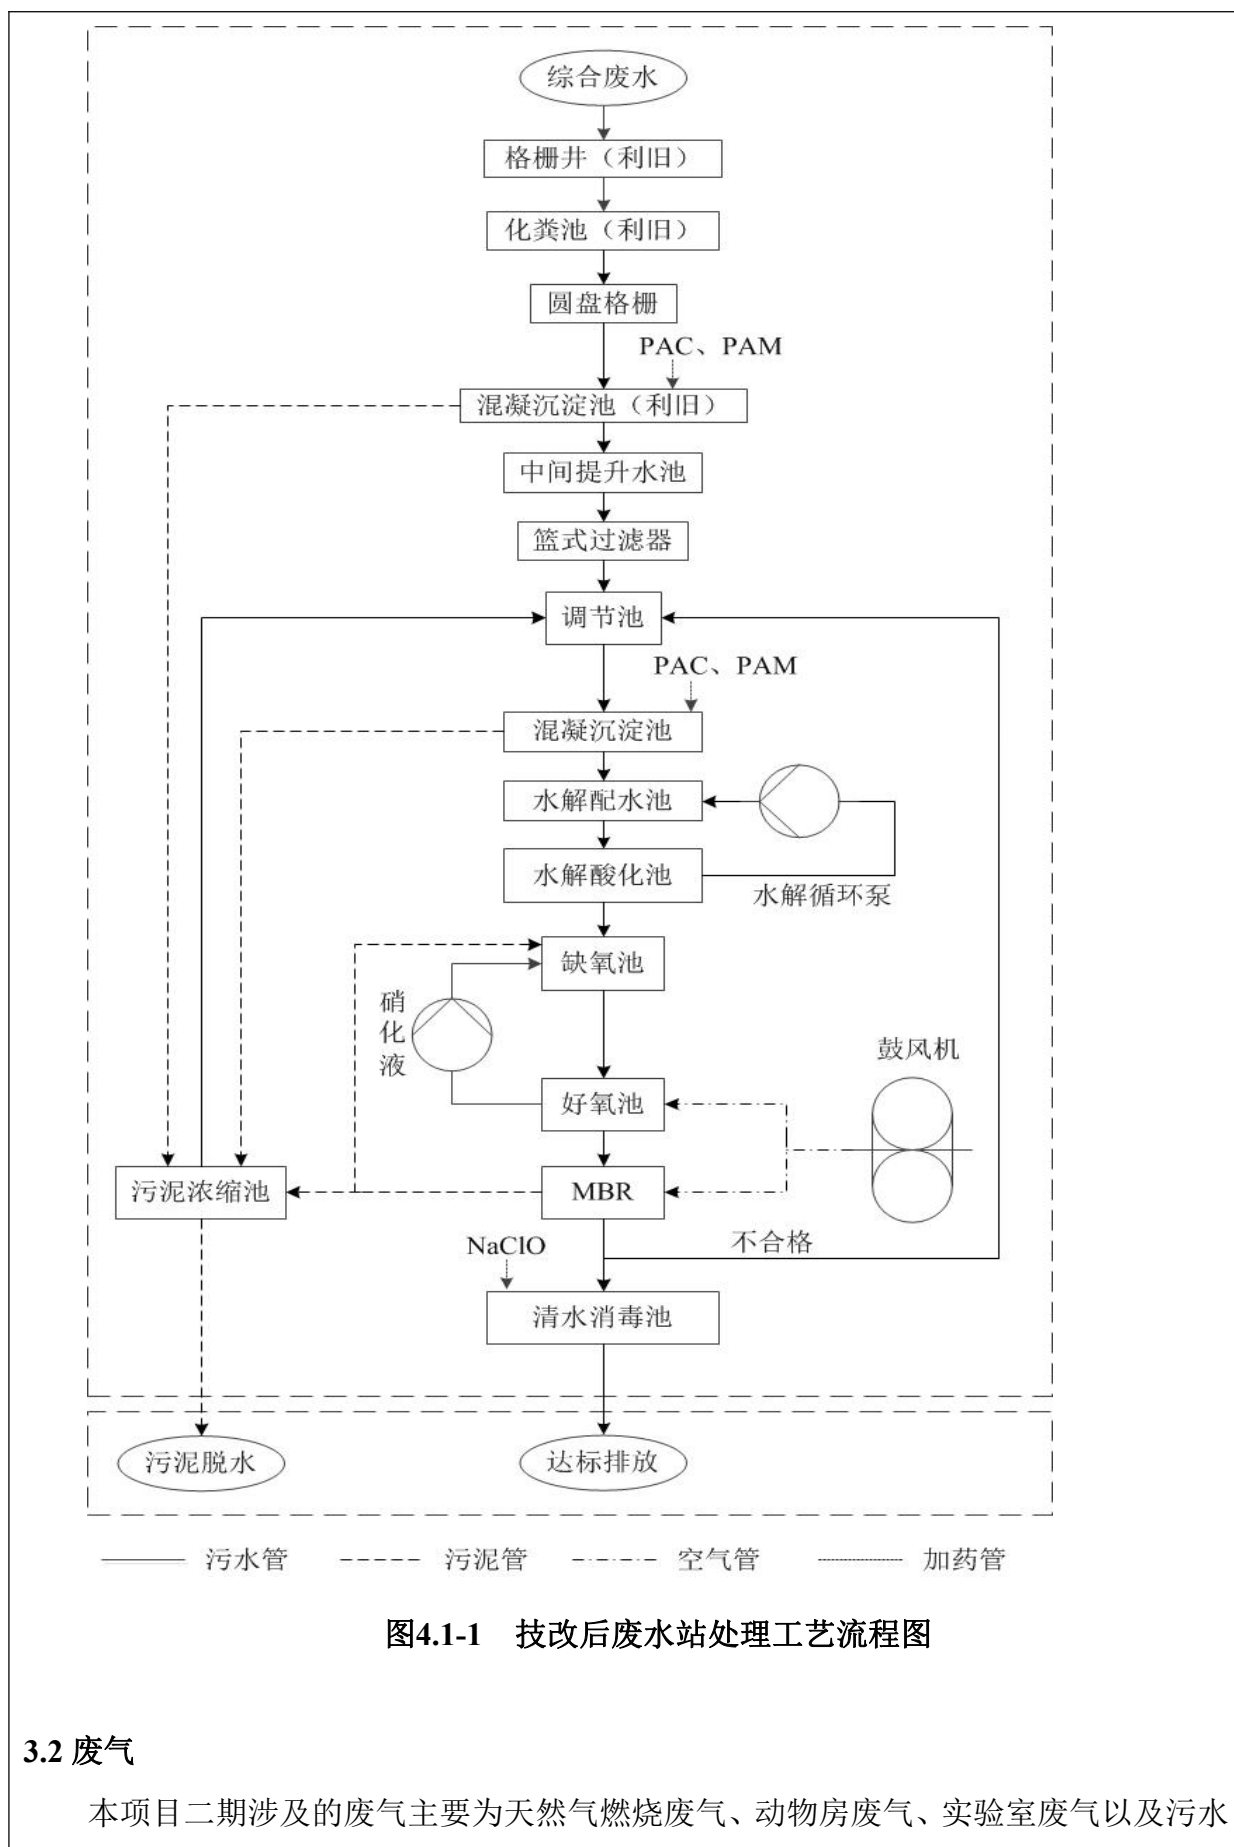 综合废水
格栅井（利旧）
化粪池（利旧）
圆盘格栅
PAC、PAM
混凝沉淀池（利旧）
中间提升水池
篮式过滤器
调节池
PAC、PAM
混凝沉淀池
水解配水池
水解酸化池
水解循环泵
缺氧池
硝化液
鼓风机
好氧池
污泥浓缩池
MBR
不合格
NaClO
清水消毒池
污泥脱水
达标排放
污水管 污泥管 空气管 加药管
图4.1-1 技改后废水站处理工艺流程图
3.2 废气
本项目二期涉及的废气主要为天然气燃烧废气、动物房废气、实验室废气以及污水